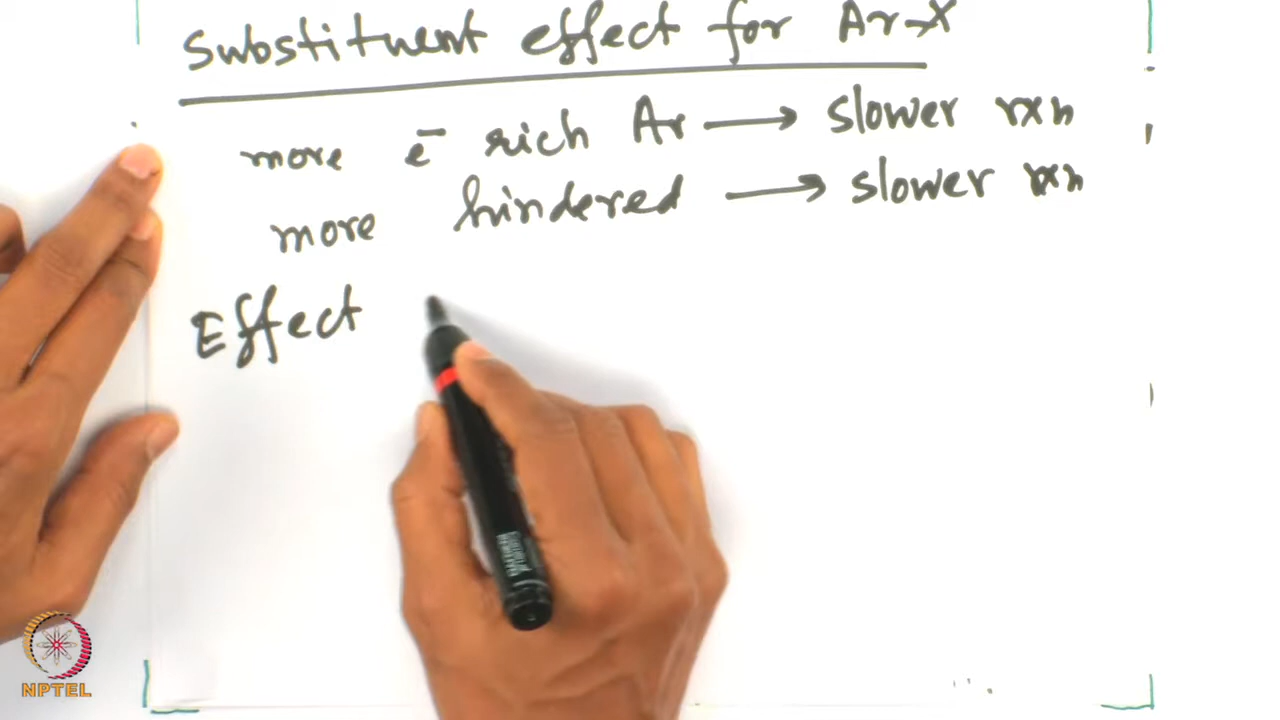 Substituent effect for Ar-X
more e⁻ rich Ar ⟶ slower rxn
more hindered ⟶ slower rxn
Effect
NPTEL